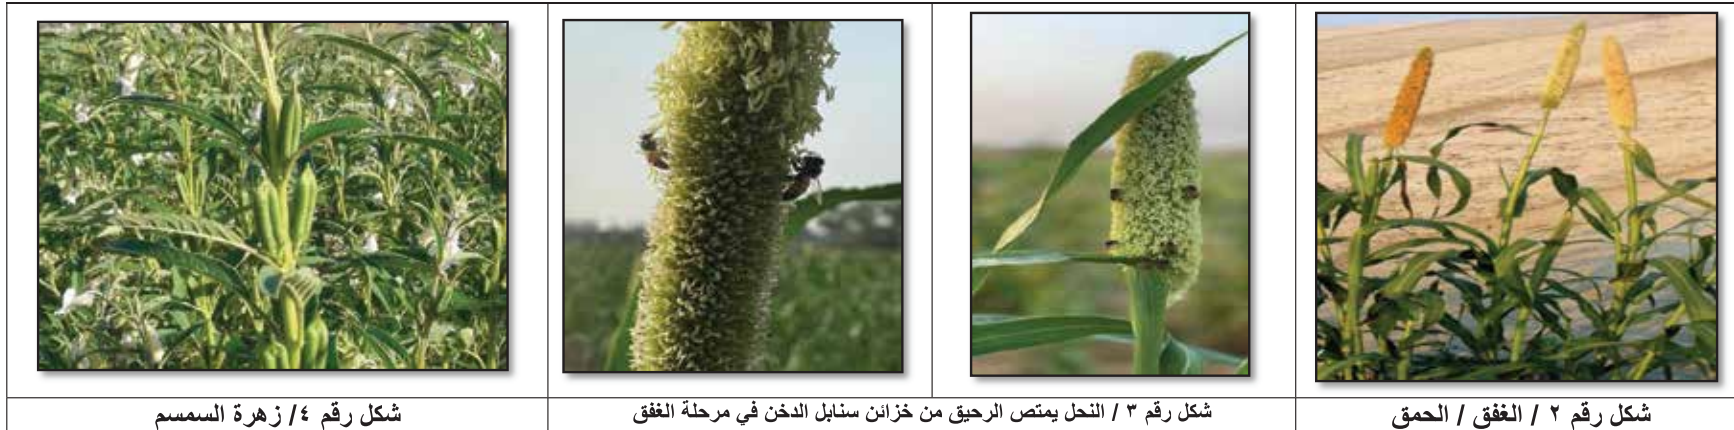 شكل رقم ٢ / الغفق / الحمق
شكل رقم ٣ / النحل يمتص الرحيق من خزائن سنابل الدخن في مرحلة الغفق
شكل رقم ٤/ زهرة السمسم